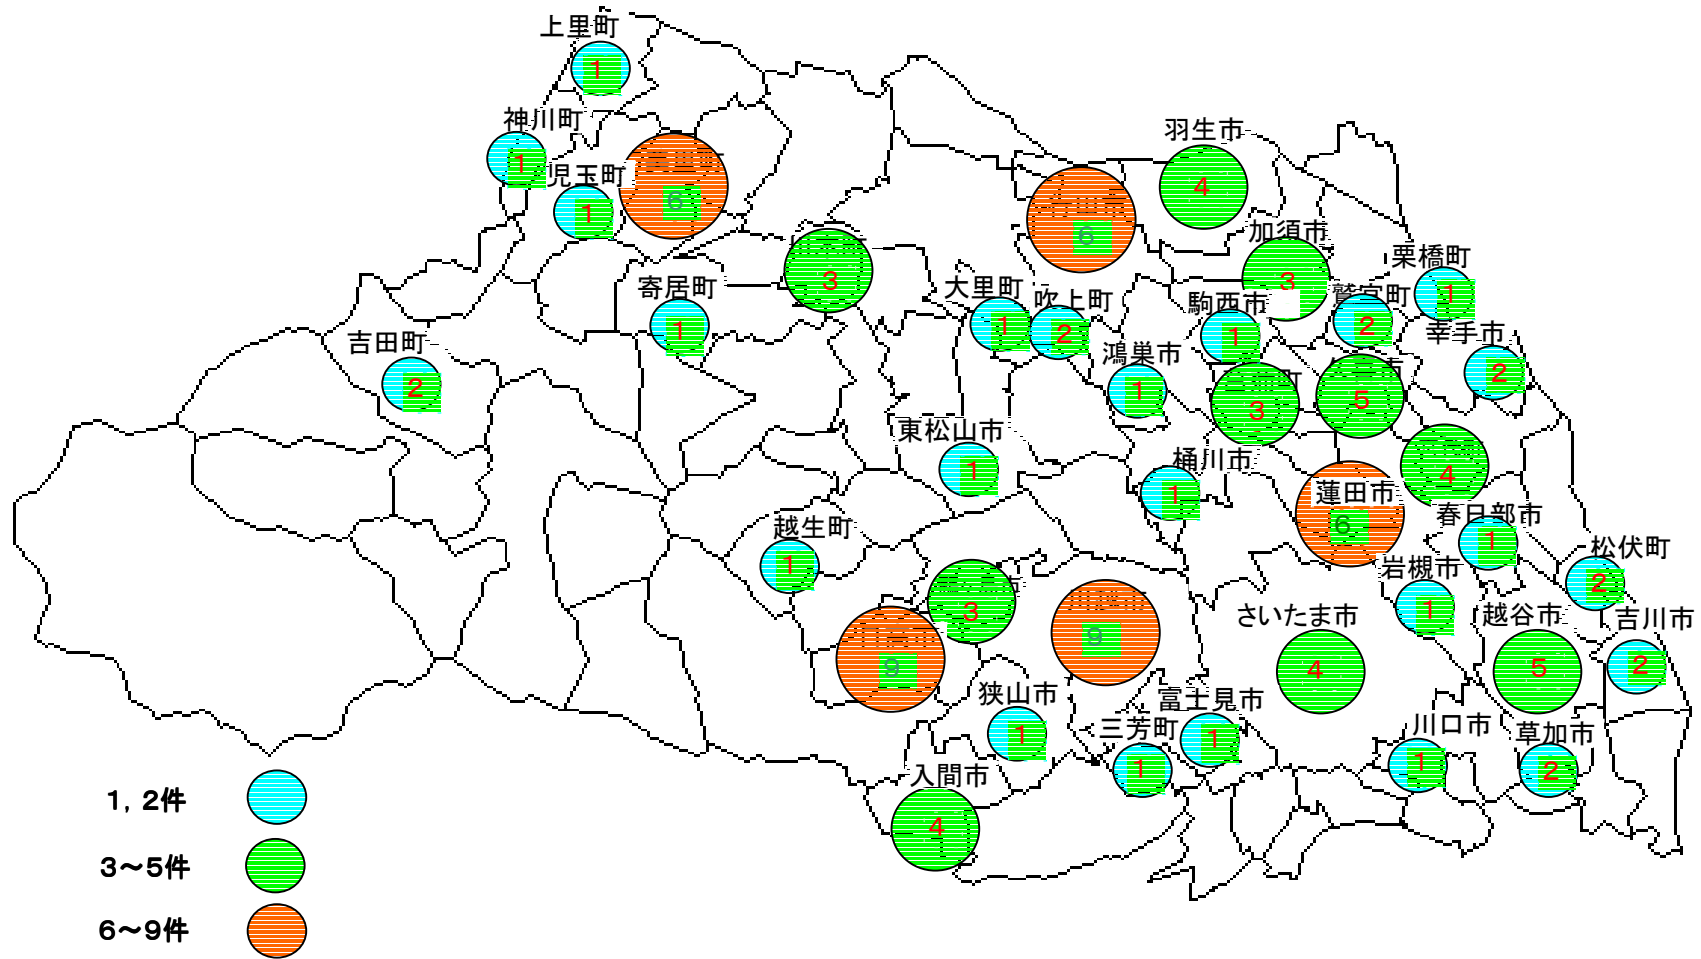 上里町
1
神川町
1
児玉町
1
6
寄居町
1
3
吉田町
2
大里町
1
吹上町
2
6
羽生市
4
加須市
3
栗橋町
1
鷲宮町
2
幸手市
2
駒西市
1
鴻巣市
1
3
5
4
東松山市
1
桶川市
1
蓮田市
6
春日部市
1
松伏町
2
岩槻市
1
越生町
1
3
9
9
さいたま市
4
越谷市
5
吉川市
2
狭山市
1
三芳町
1
富士見市
1
川口市
1
草加市
2
入間市
4
1，2件
3～5件
6～9件